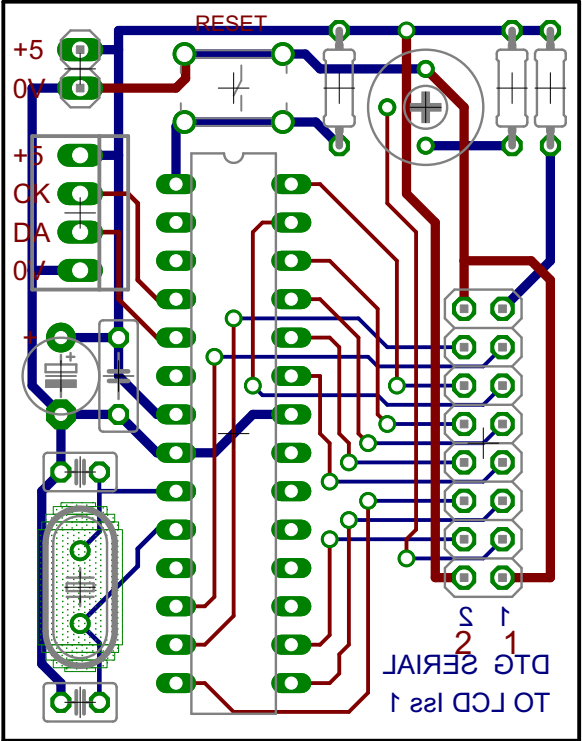 RESET
+5
0V
+5
CK
DA
0V
+
+
2 1
2 1
DTG SERIAL
TO LCD Iss 1